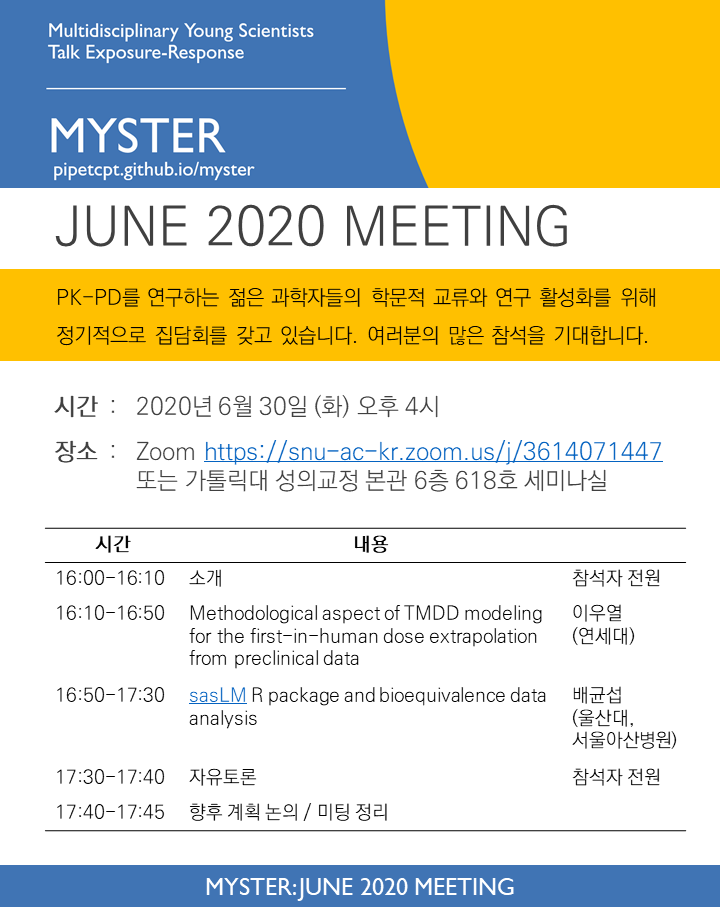 Multidisciplinary Young Scientists
Talk Exposure-Response
MYSTER
pipetcpt.github.io/myster
JUNE 2020 MEETING
PK-PD를 연구하는 젊은 과학자들의 학문적 교류와 연구 활성화를 위해
정기적으로 집담회를 갖고 있습니다. 여러분의 많은 참석을 기대합니다.
시간 : 2020년 6월 30일 (화) 오후 4시
장소 : Zoom https://snu-ac-kr.zoom.us/j/3614071447
또는 가톨릭대 성의교정 본관 6층 618호 세미나실
시간 내용
16:00-16:10 소개 참석자 전원
16:10-16:50 Methodological aspect of TMDD modeling 이우열
for the first-in-human dose extrapolation (연세대)
from preclinical data
16:50-17:30 sasLM R package and bioequivalence data 배균섭
analysis (울산대,
서울아산병원)
17:30-17:40 자유토론 참석자 전원
17:40-17:45 향후 계획 논의 / 미팅 정리
MYSTER:JUNE 2020 MEETING